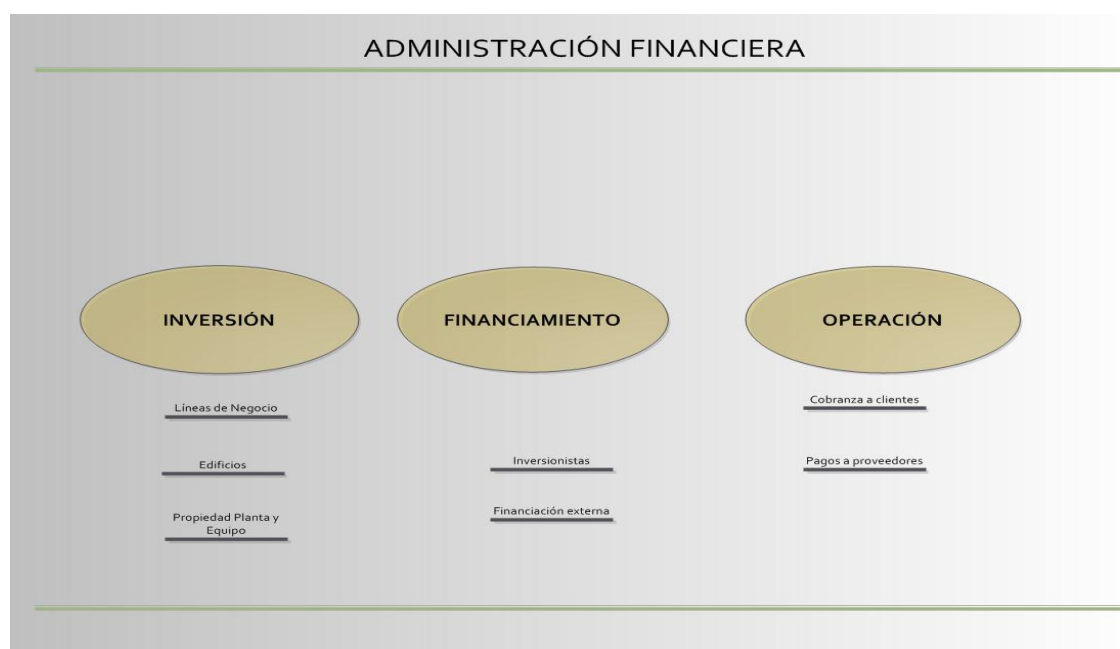 ADMINISTRACIÓN FINANCIERA
INVERSIÓN
Líneas de Negocio
Edificios
Propiedad Planta y
Equipo
FINANCIAMIENTO
Inversionistas
Financiación externa
OPERACIÓN
Cobranza a clientes
Pagos a proveedores